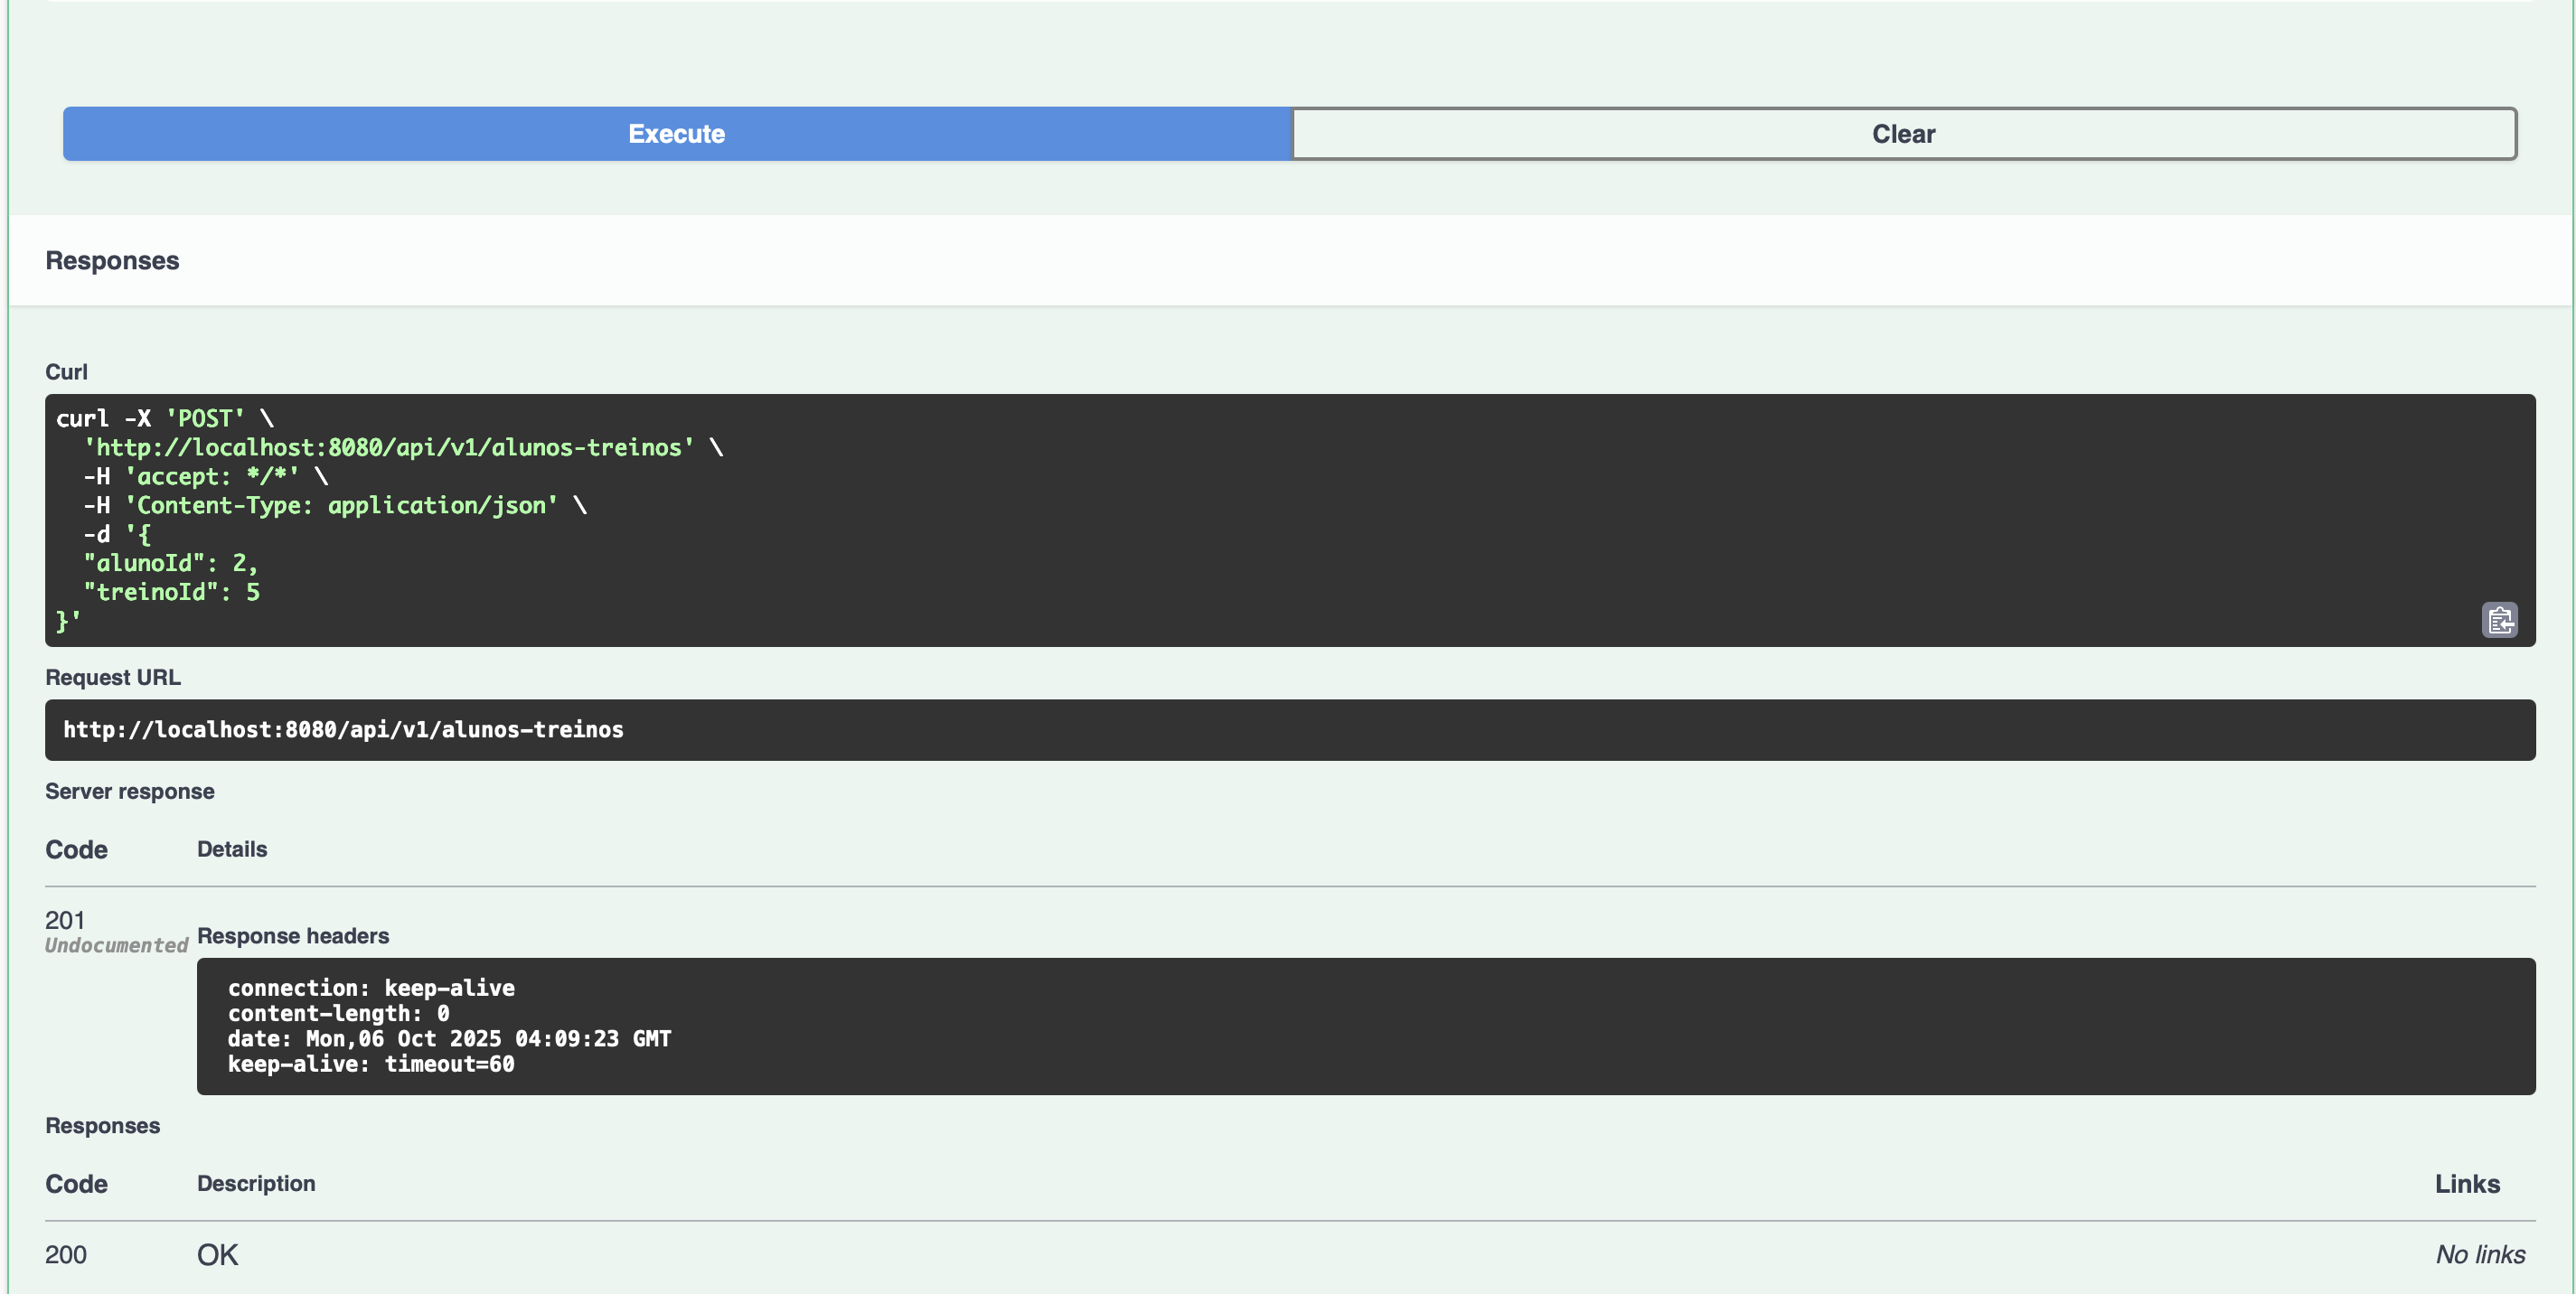 Execute
Clear
Responses
Curl
curl -X 'POST' \
  'http://localhost:8080/api/v1/alunos-treinos' \
  -H 'accept: */*' \
  -H 'Content-Type: application/json' \
  -d '{
  "alunoId": 2,
  "treinoId": 5
}'
Request URL
http://localhost:8080/api/v1/alunos-treinos
Server response
Code Details
201
Undocumented
Response headers
connection: keep-alive
content-length: 0
date: Mon,06 Oct 2025 04:09:23 GMT
keep-alive: timeout=60
Responses
Code Description Links
200 OK No links